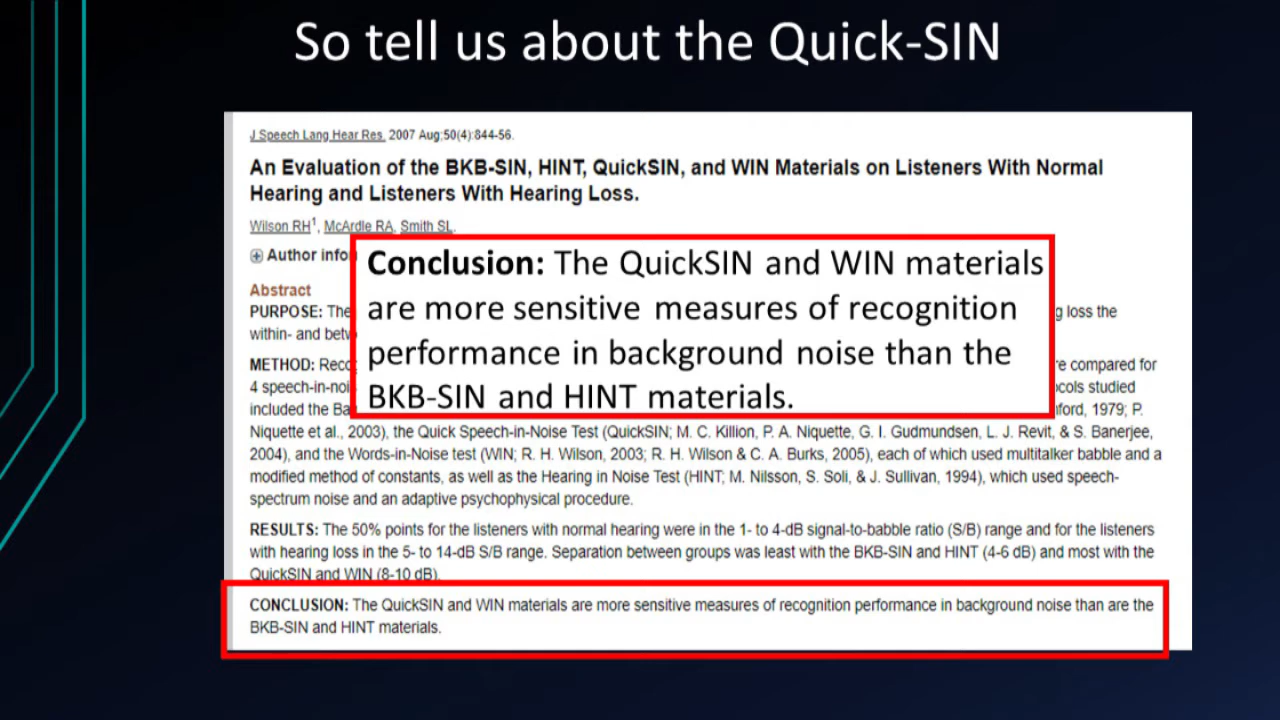 So tell us about the Quick-SIN
J Speech Lang Hear Res. 2007 Aug;50(4):844-56.
An Evaluation of the BKB-SIN, HINT, QuickSIN, and WIN Materials on Listeners With Normal
Hearing and Listeners With Hearing Loss.
Wilson RH1, McArdle RA, Smith SL.
Author info
Conclusion: The QuickSIN and WIN materials
are more sensitive measures of recognition
performance in background noise than the
BKB-SIN and HINT materials.
Abstract
PURPOSE: The g loss the
within- and betw
METHOD: Reco re compared for
4 speech-in-noi ocols studied
included the Ba nford, 1979; P.
Niquette et al., 2003), the Quick Speech-in-Noise Test (QuickSIN; M. C. Killion, P. A. Niquette, G. I. Gudmundsen, L. J. Revit, & S. Banerjee,
2004), and the Words-in-Noise test (WIN; R. H. Wilson, 2003; R. H. Wilson & C. A. Burks, 2005), each of which used multitalker babble and a
modified method of constants, as well as the Hearing in Noise Test (HINT; M. Nilsson, S. Soli, & J. Sullivan, 1994), which used speech-
spectrum noise and an adaptive psychophysical procedure.
RESULTS: The 50% points for the listeners with normal hearing were in the 1- to 4-dB signal-to-babble ratio (S/B) range and for the listeners
with hearing loss in the 5- to 14-dB S/B range. Separation between groups was least with the BKB-SIN and HINT (4-6 dB) and most with the
QuickSIN and WIN (8-10 dB).
CONCLUSION: The QuickSIN and WIN materials are more sensitive measures of recognition performance in background noise than are the
BKB-SIN and HINT materials.